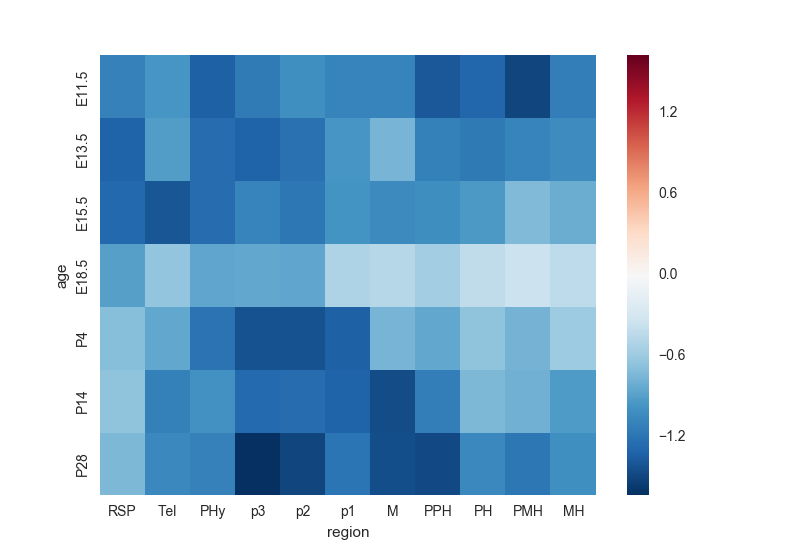 age
E11.5
E13.5
E15.5
E18.5
P4
P14
P28
RSP Tel PHy p3 p2 p1 M PPH PH PMH MH
region
1.2
0.6
0.0
−0.6
−1.2